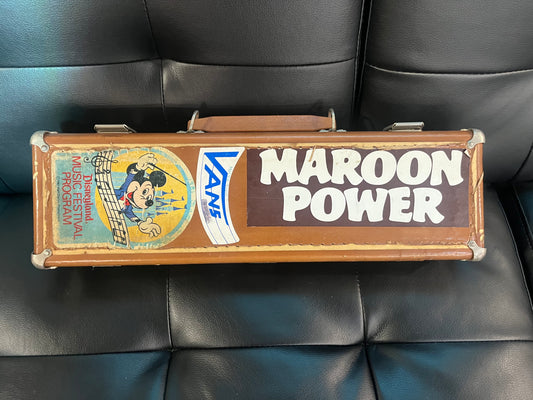 Disneyland
MUSIC FESTIVAL
PROGRAM
VANS
MAROON
POWER